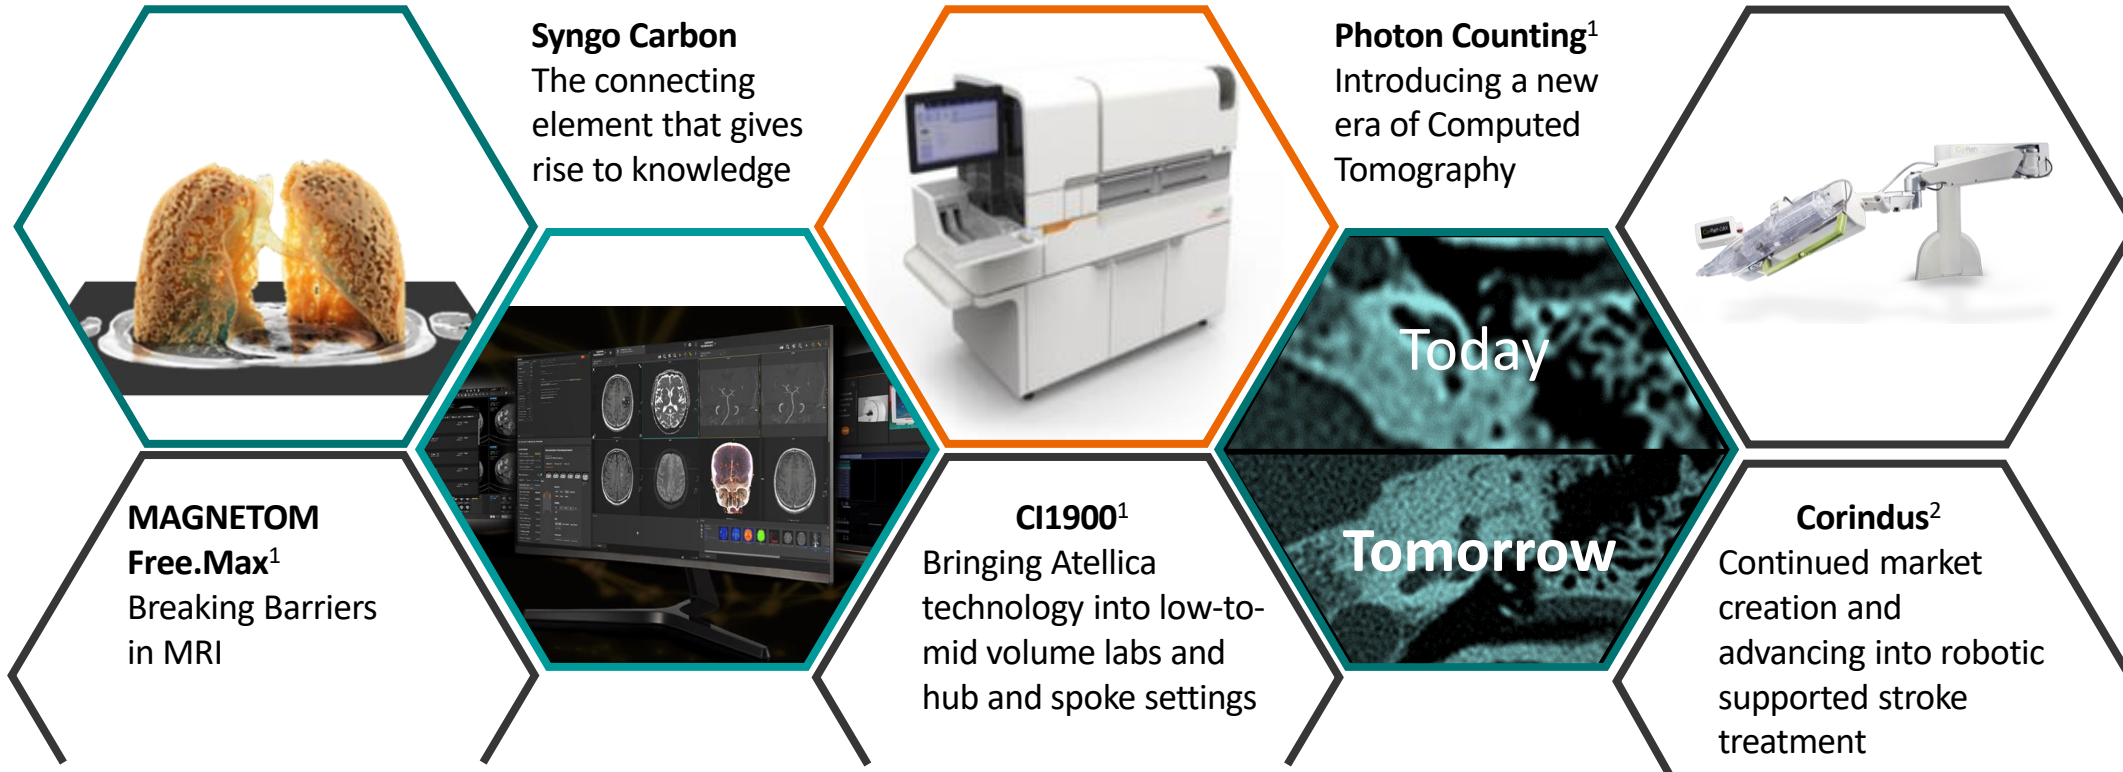 Syngo Carbon
The connecting
element that gives
rise to knowledge
Photon Counting¹
Introducing a new
era of Computed
Tomography
Today
Tomorrow
MAGNETOM
Free.Max¹
Breaking Barriers
in MRI
CI1900¹
Bringing Atellica
technology into low-to-
mid volume labs and
hub and spoke settings
Corindus²
Continued market
creation and
advancing into robotic
supported stroke
treatment